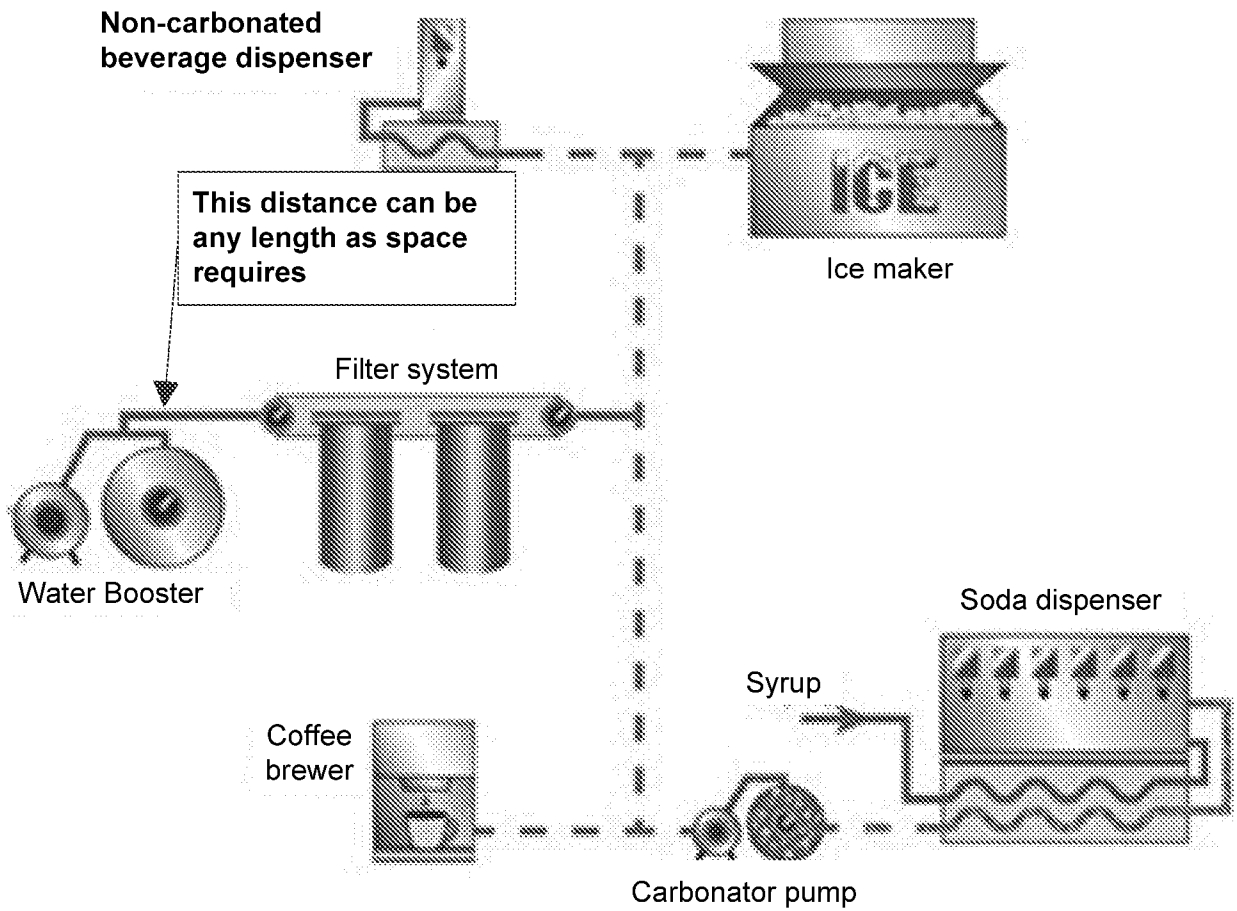 Non-carbonated
beverage dispenser
ICE
Ice maker
This distance can be
any length as space
requires
Filter system
Water Booster
Soda dispenser
Syrup
Coffee
brewer
Carbonator pump